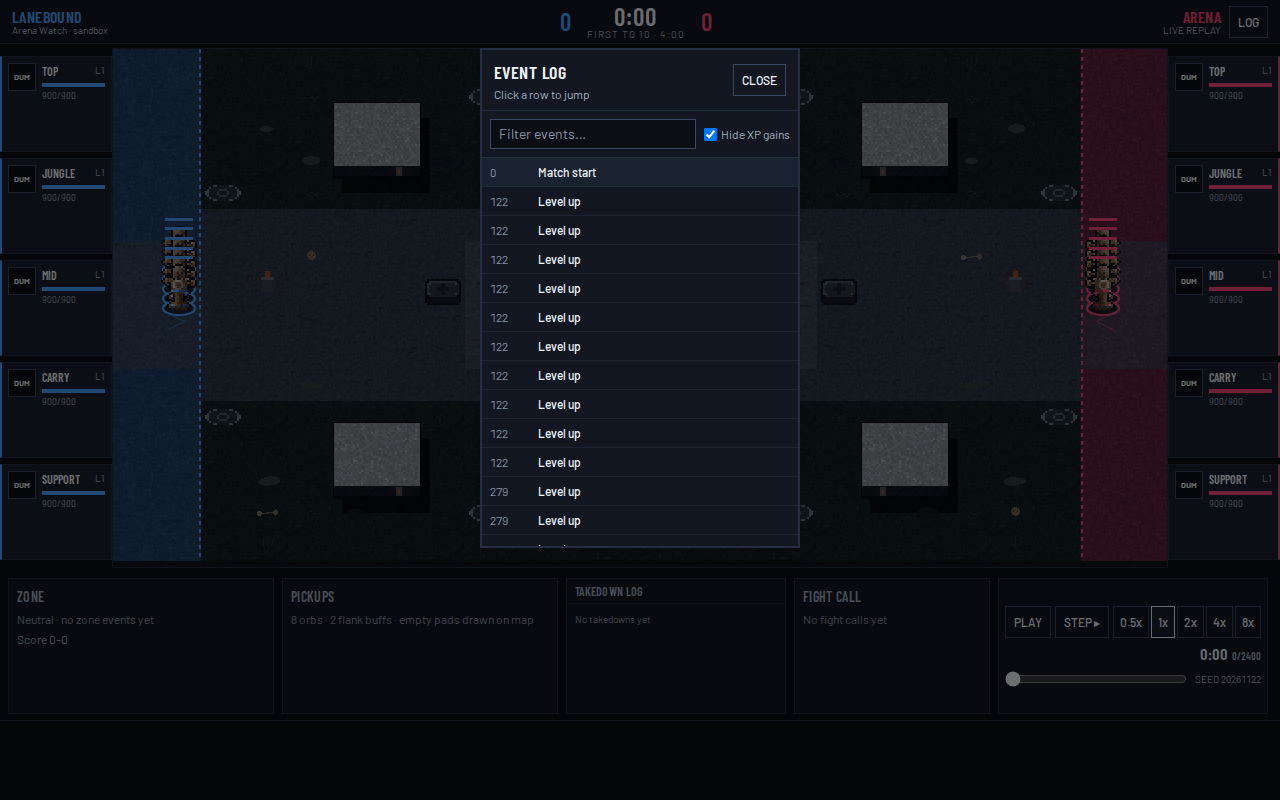 LANEBOUND
Arena Watch · sandbox
0
0:00
FIRST TO 10 · 4:00
0
ARENA
LIVE REPLAY
LOG
DUM
TOP
L1
900/900
DUM
JUNGLE
L1
900/900
DUM
MID
L1
900/900
DUM
CARRY
L1
900/900
DUM
SUPPORT
L1
900/900
EVENT LOG
Click a row to jump
CLOSE
Filter events...
Hide XP gains
0 Match start
122 Level up
122 Level up
122 Level up
122 Level up
122 Level up
122 Level up
122 Level up
122 Level up
122 Level up
122 Level up
279 Level up
279 Level up
DUM
TOP
L1
900/900
DUM
JUNGLE
L1
900/900
DUM
MID
L1
900/900
DUM
CARRY
L1
900/900
DUM
SUPPORT
L1
900/900
ZONE
Neutral · no zone events yet
Score 0–0
PICKUPS
8 orbs · 2 flank buffs · empty pads drawn on map
TAKEDOWN LOG
No takedowns yet
FIGHT CALL
No fight calls yet
PLAY
STEP ▸
0.5x
1x
2x
4x
8x
0:00 0/2400
SEED 20261122